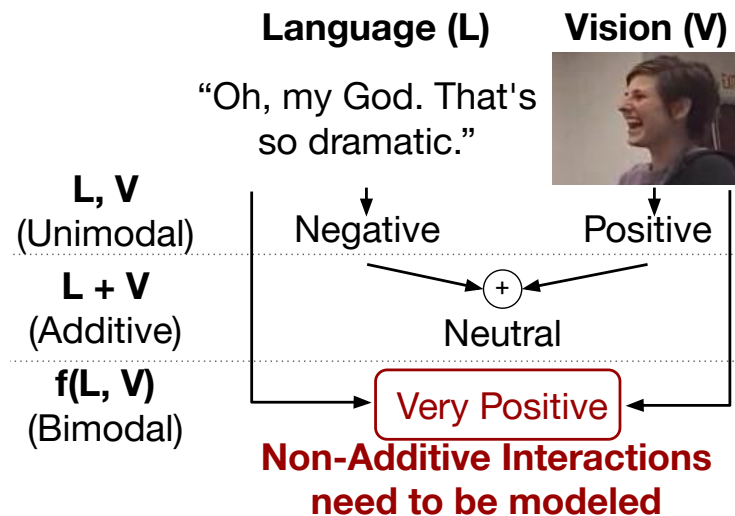 Language (L)
Vision (V)
“Oh, my God. That's
so dramatic.”
L, V
(Unimodal)
Negative
Positive
L + V
(Additive)
+
Neutral
f(L, V)
(Bimodal)
Very Positive
Non-Additive Interactions
need to be modeled